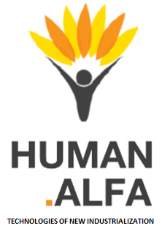 HUMAN
.ALFA
TECHNOLOGIES OF NEW INDUSTRIALIZATION